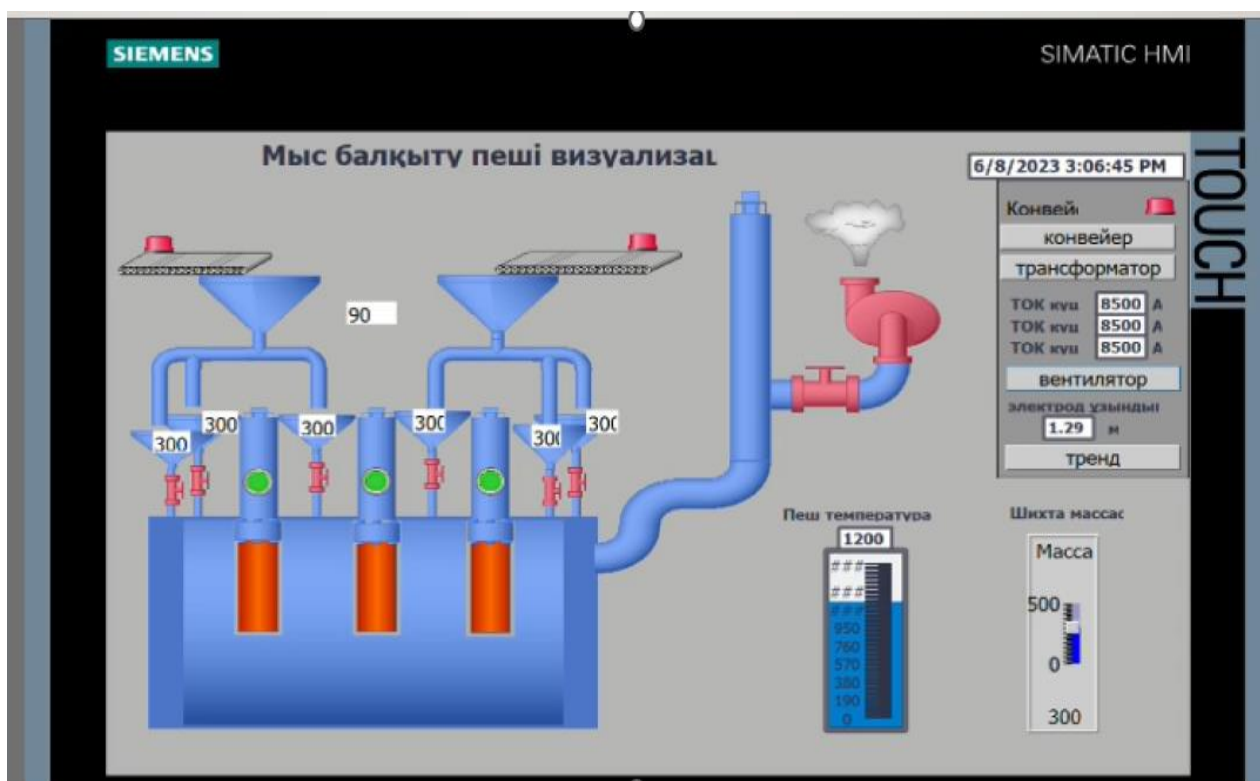 SIEMENS
SIMATIC HMI
TOUCH
Мыс балқыту пеші визуализац
6/8/2023 3:06:45 PM
Конвей
конвейер
трансформатор
ТОК күш 8500 А
ТОК күш 8500 А
ТОК күш 8500 А
вентилятор
электрод ұзынды
1.29 м
тренд
90
300
300
300
300
300
300
Пеш температура
1200
###
###
###
950
760
570
380
190
0
Шихта массас
Масса
500
0
300